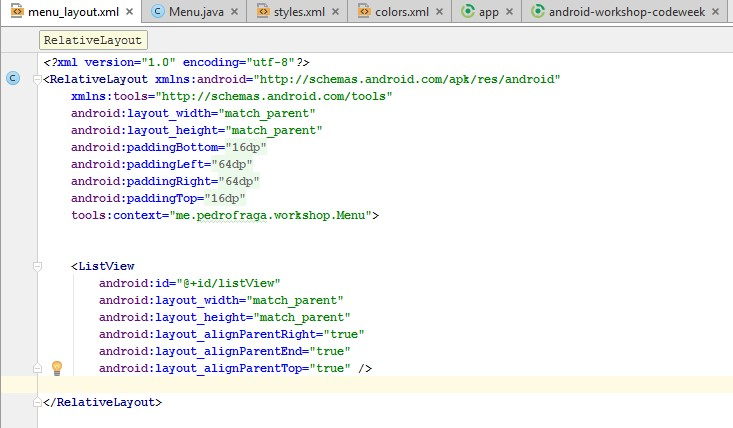 menu_layout.xml Menu.java styles.xml colors.xml app android-workshop-codeweek
RelativeLayout
<?xml version="1.0" encoding="utf-8"?>
<RelativeLayout xmlns:android="http://schemas.android.com/apk/res/android"
    xmlns:tools="http://schemas.android.com/tools"
    android:layout_width="match_parent"
    android:layout_height="match_parent"
    android:paddingBottom="16dp"
    android:paddingLeft="64dp"
    android:paddingRight="64dp"
    android:paddingTop="16dp"
    tools:context="me.pedrofraga.workshop.Menu">
    <ListView
        android:id="@+id/listView"
        android:layout_width="match_parent"
        android:layout_height="match_parent"
        android:layout_alignParentRight="true"
        android:layout_alignParentEnd="true"
        android:layout_alignParentTop="true" />
</RelativeLayout>